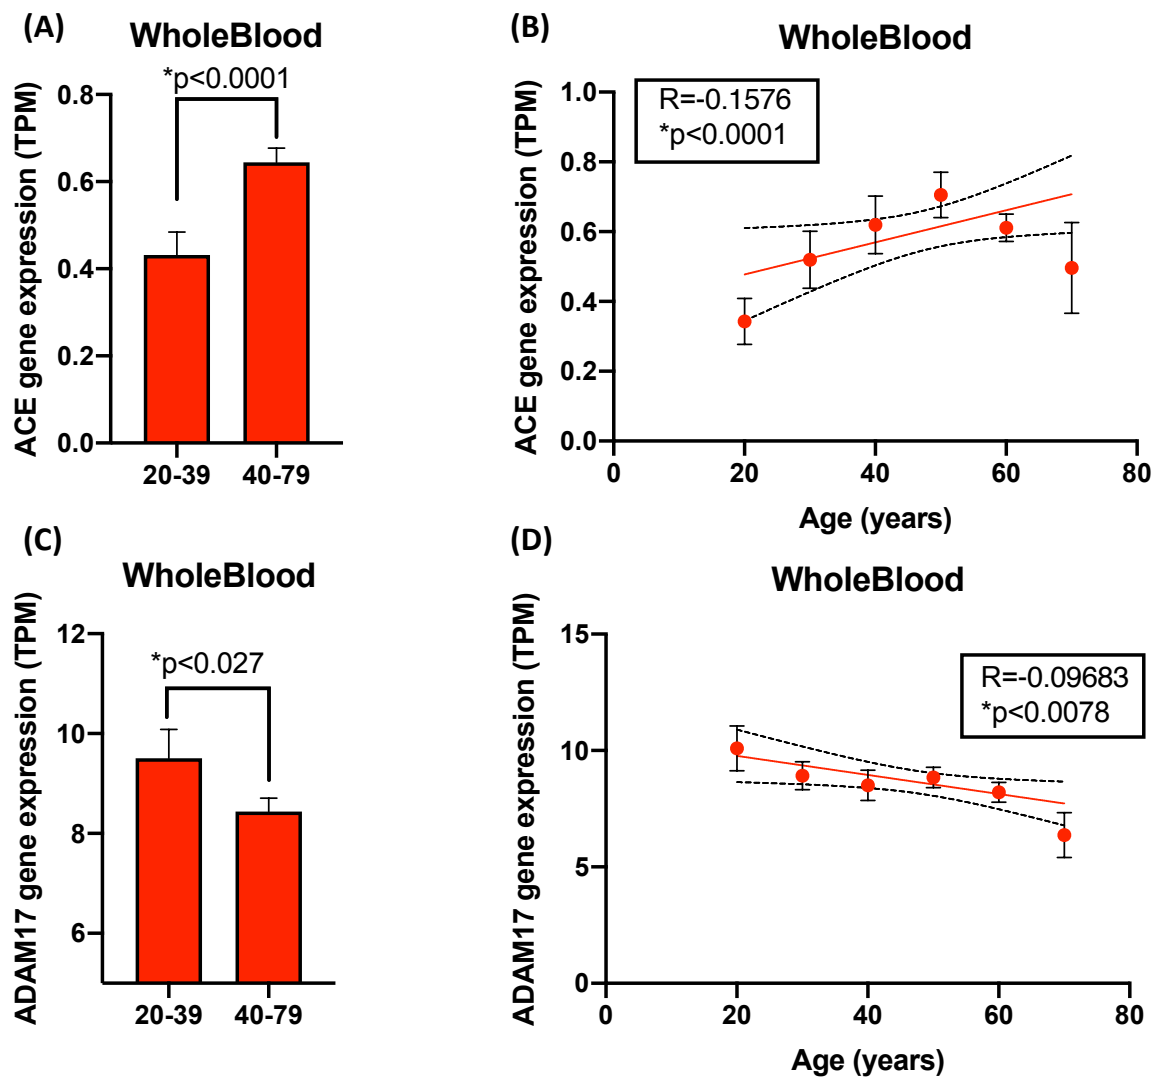 (A)
WholeBlood
*p<0.0001
ACE gene expression (TPM)
0.8
0.6
0.4
0.2
0.0
20-39 40-79
(B)
WholeBlood
R=-0.1576
*p<0.0001
ACE gene expression (TPM)
1.0
0.8
0.6
0.4
0.2
0.0
0 20 40 60 80
Age (years)
(C)
WholeBlood
*p<0.027
ADAM17 gene expression (TPM)
12
10
8
6
20-39 40-79
(D)
WholeBlood
R=-0.09683
*p<0.0078
ADAM17 gene expression (TPM)
15
10
5
0
0 20 40 60 80
Age (years)